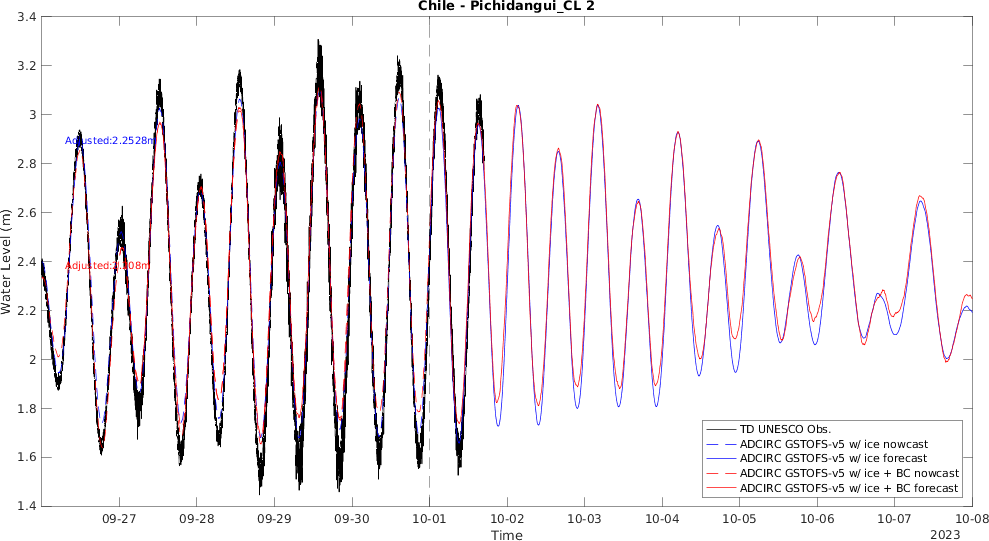 Chile - Pichidangui_CL 2
3.4
3.2
3
2.8
2.6
2.4
2.2
2
1.8
1.6
1.4
Water Level (m)
Adjusted:2.2528m
TD UNESCO Obs.
ADCIRC GSTOFS-v5 w/ ice nowcast
ADCIRC GSTOFS-v5 w/ ice forecast
ADCIRC GSTOFS-v5 w/ ice + BC nowcast
ADCIRC GSTOFS-v5 w/ ice + BC forecast
09-27 09-28 09-29 09-30 10-01 10-02 10-03 10-04 10-05 10-06 10-07 10-08
Time
2023